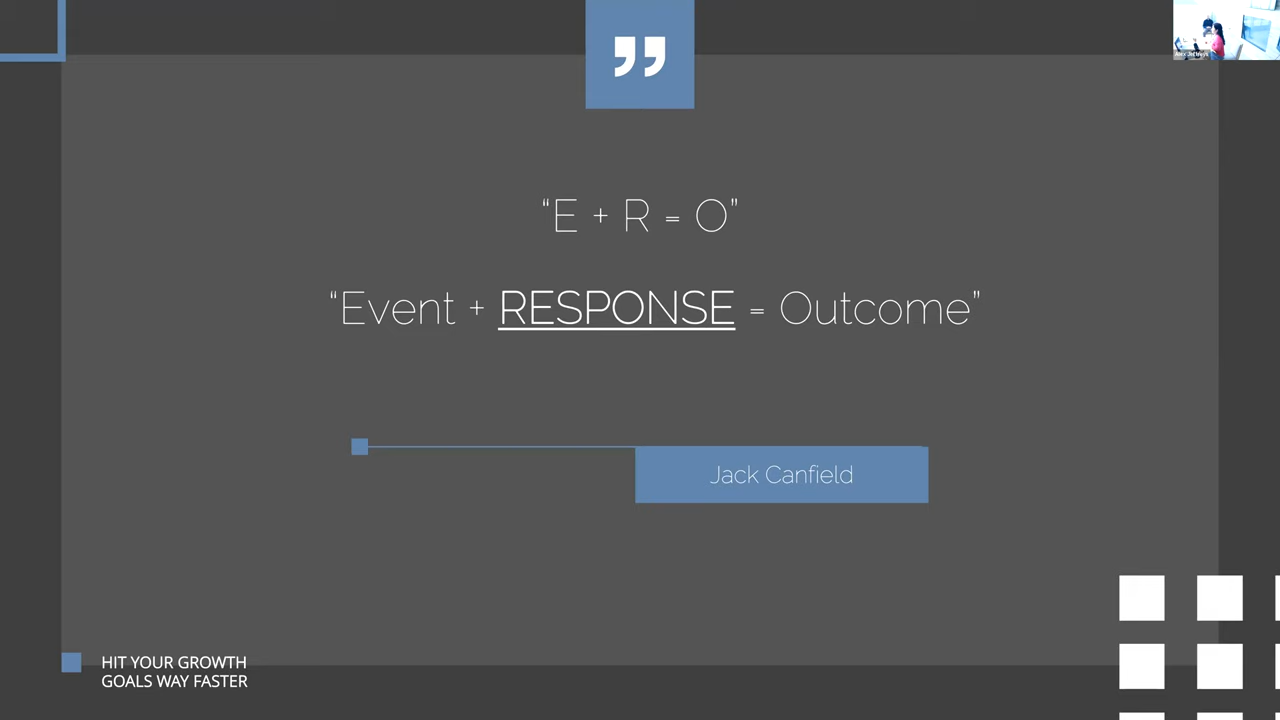 ”
“E + R = O”
“Event + RESPONSE = Outcome”
Jack Canfield
HIT YOUR GROWTH
GOALS WAY FASTER